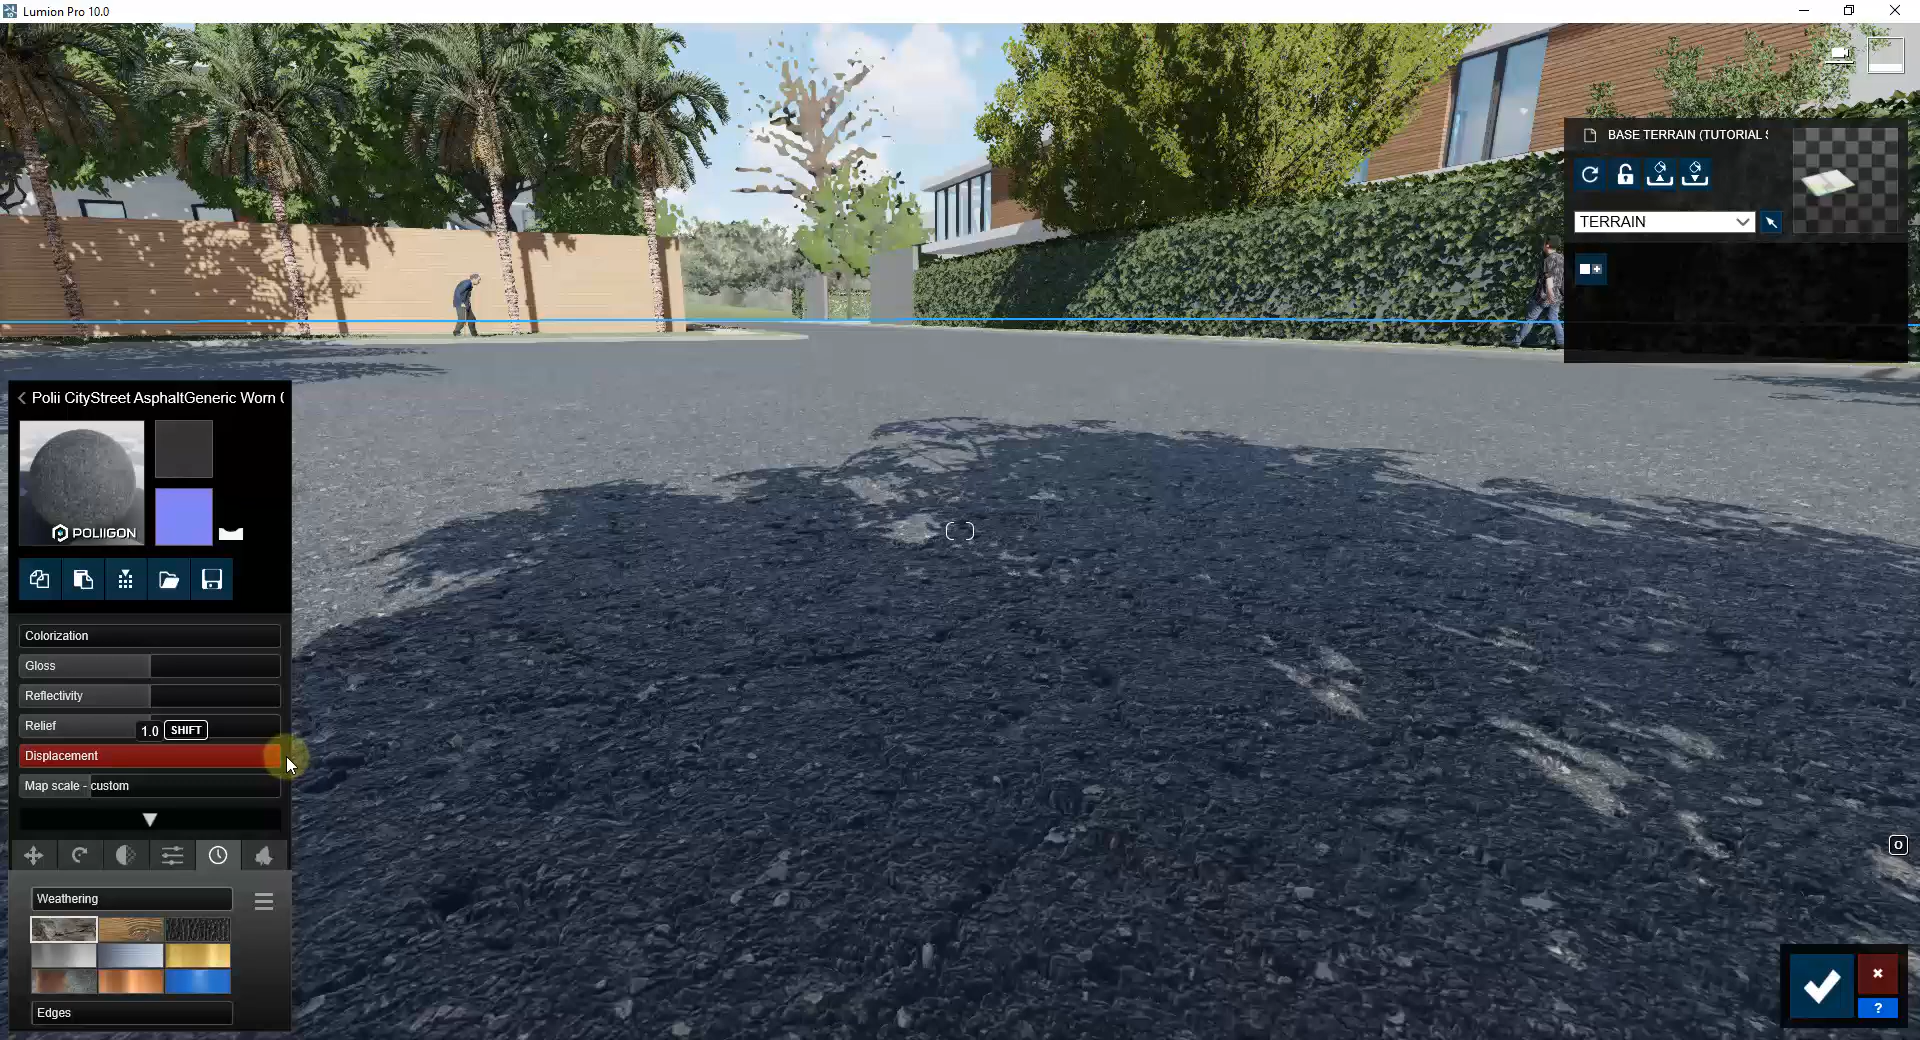 Lumion Pro 10.0
BASE TERRAIN (TUTORIAL S
TERRAIN
Polii CityStreet AsphaltGeneric Worn (
POLIIGON
Colorization
Gloss
Reflectivity
Relief
1.0 SHIFT
Displacement
Map scale - custom
O
Weathering
Edges
?